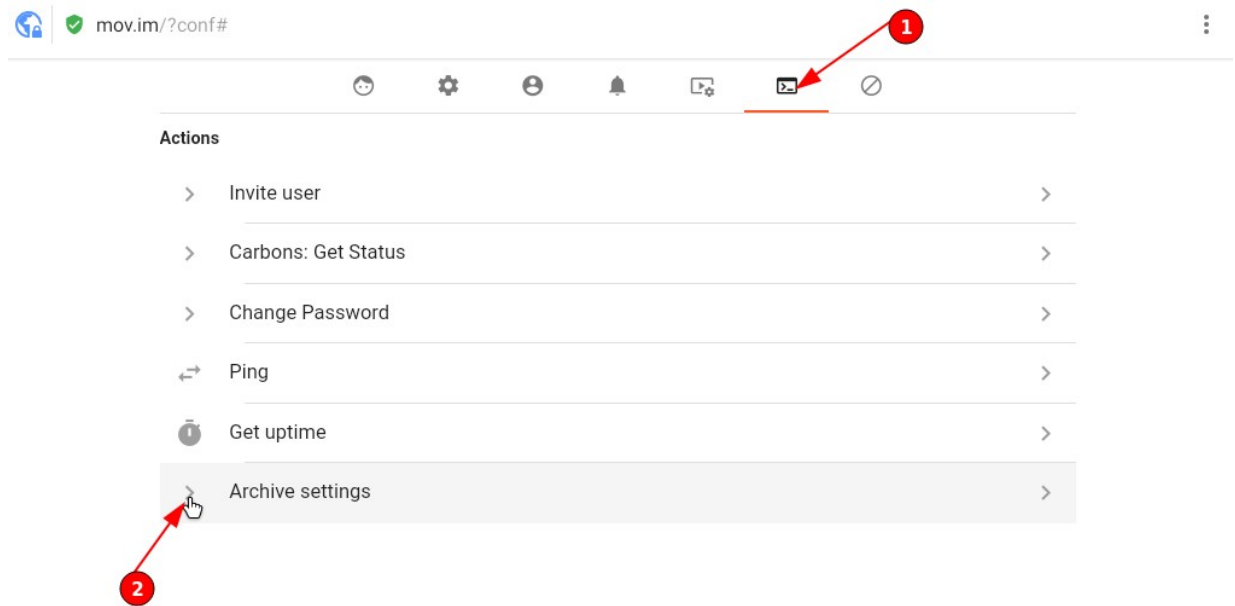 mov.im/?conf#
1
Actions
Invite user
Carbons: Get Status
Change Password
Ping
Get uptime
Archive settings
2